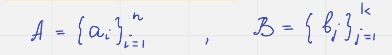 A = {a_i}_{i=1}^{n} , B = {b_j}_{j=1}^{k}